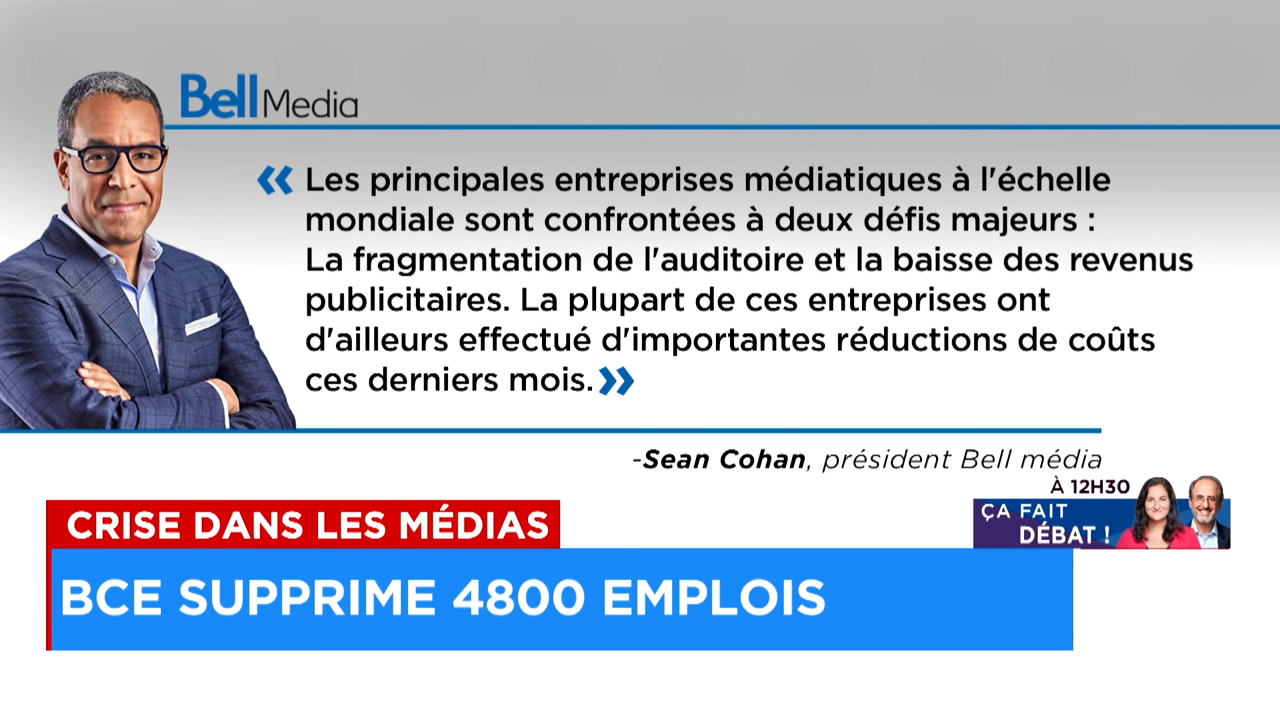 Bell Media
« Les principales entreprises médiatiques à l'échelle
mondiale sont confrontées à deux défis majeurs :
La fragmentation de l'auditoire et la baisse des revenus
publicitaires. La plupart de ces entreprises ont
d'ailleurs effectué d'importantes réductions de coûts
ces derniers mois. »
-Sean Cohan, président Bell média
À 12H30
ÇA FAIT
DÉBAT !
CRISE DANS LES MÉDIAS
BCE SUPPRIME 4800 EMPLOIS